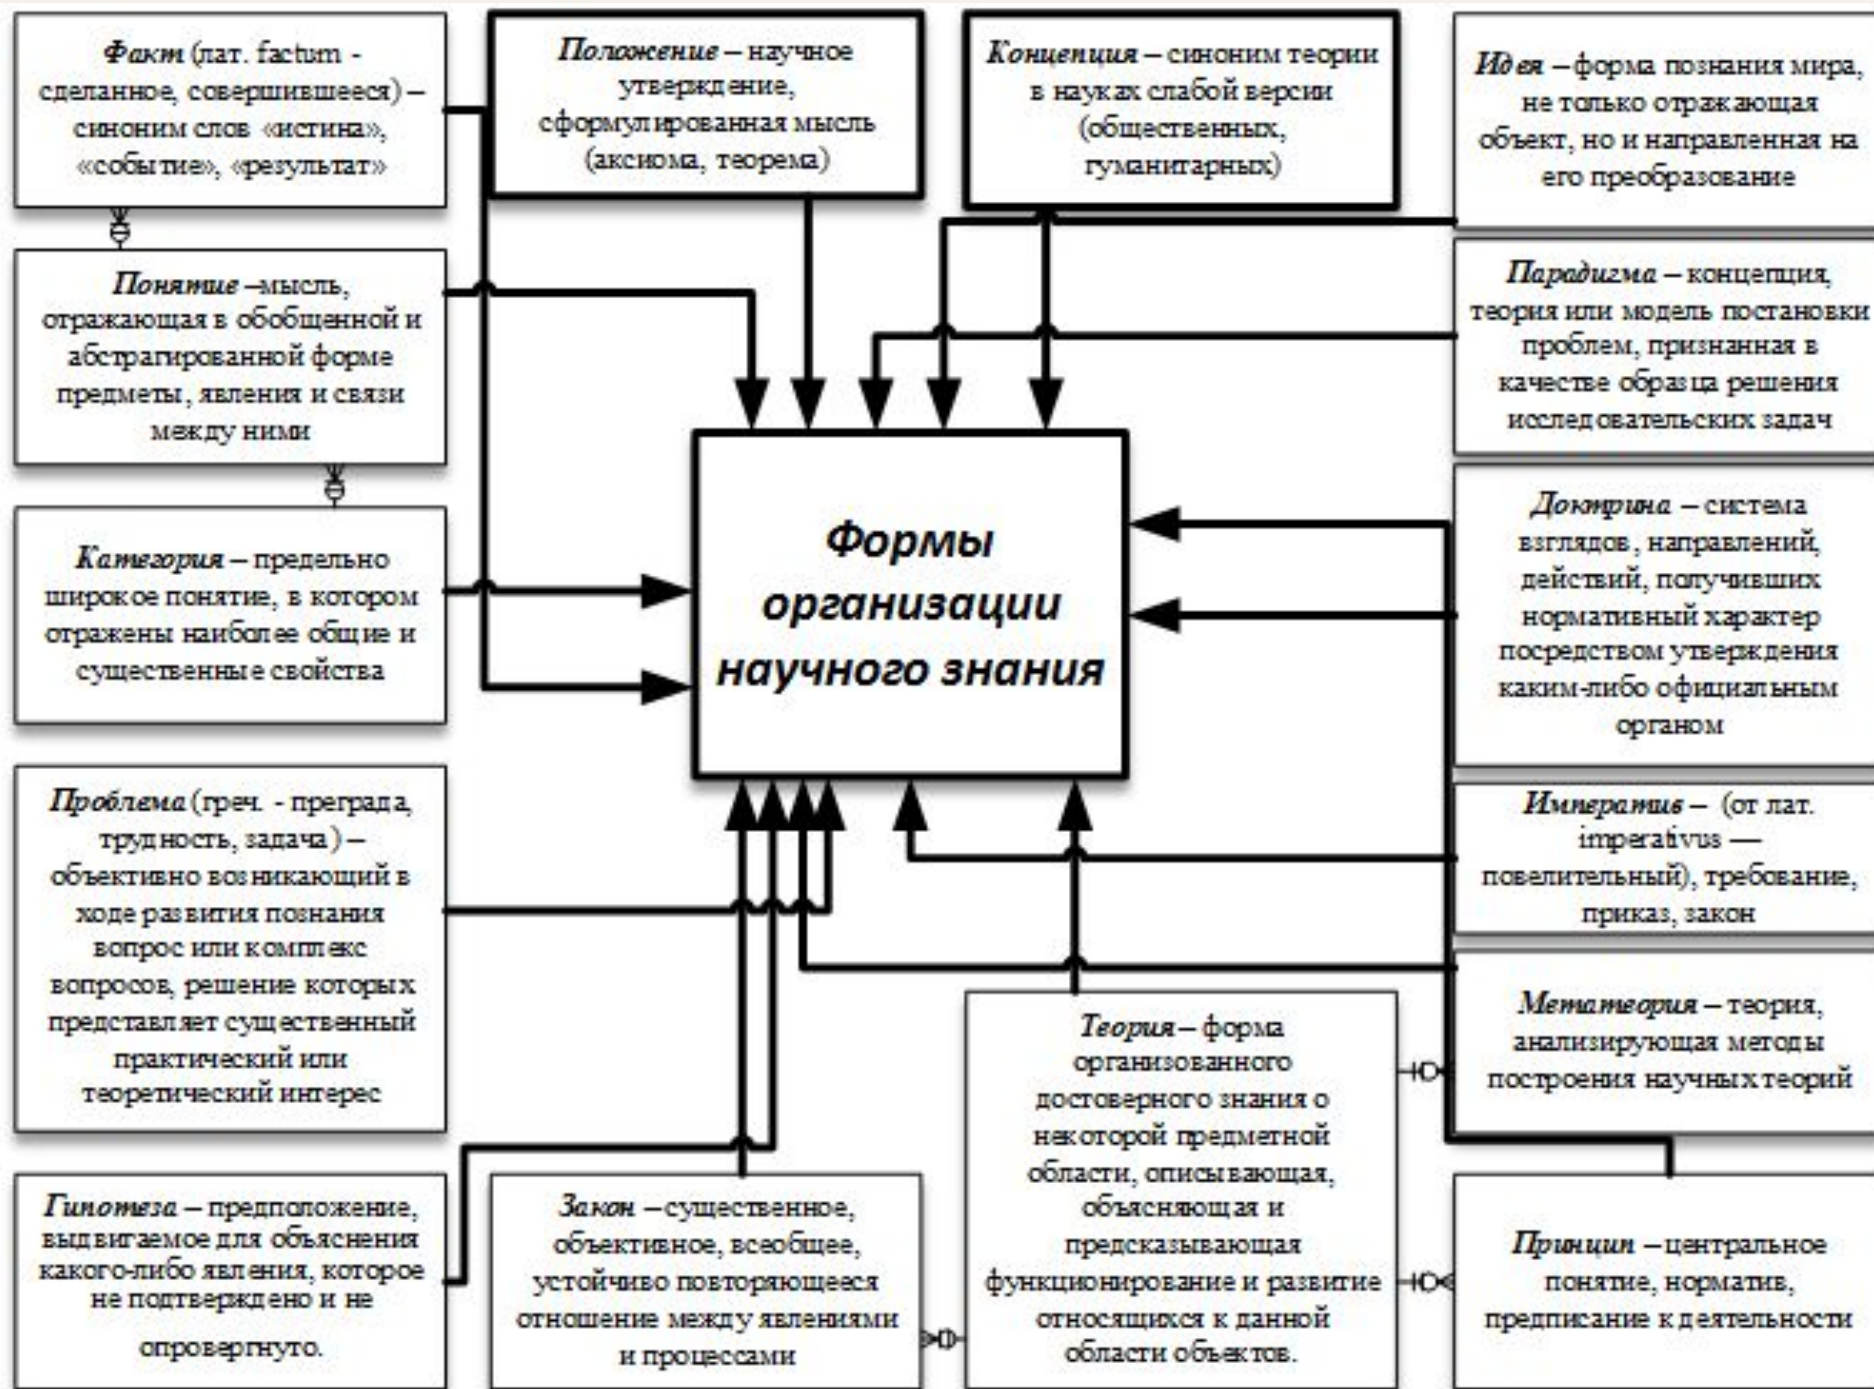 Факт (лат. factum -
сделанное, совершившееся) –
синоним слов «истина»,
«событие», «результат»
Положение – научное
утверждение,
сформулированная мысль
(аксиома, теорема)
Концепция – синоним теории
в науках слабой версии
(общественных,
гуманитарных)
Идея – форма познания мира,
не только отражающая
объект, но и направленная на
его преобразование
Понятие –мысль,
отражающая в обобщенной и
абстрагированной форме
предметы, явления и связи
между ними
Парадигма – концепция,
теория или модель постановки
проблем, признанная в
качестве образца решения
исследовательских задач
Категория – предельно
широкое понятие, в котором
отражены наиболее общие и
существенные свойства
Формы
организации
научного знания
Доктрина – система
взглядов, направлений,
действий, получивших
нормативный характер
посредством утверждения
каким-либо официальным
органом
Проблема (греч. - преграда,
трудность, задача) –
объективно возникающий в
ходе развития познания
вопрос или комплекс
вопросов, решение которых
представляет существенный
практический или
теоретический интерес
Императив – (от лат.
imperativus —
повелительный), требование,
приказ, закон
Метатеория – теория,
анализирующая методы
построения научных теорий
Гипотеза – предположение,
выдвигаемое для объяснения
какого-либо явления, которое
не подтверждено и не
опровергнуто.
Закон –существенное,
объективное, всеобщее,
устойчиво повторяющееся
отношение между явлениями
и процессами
Теория– форма
организованного
достоверного знания о
некоторой предметной
области, описывающая,
объясняющая и
предсказывающая
функционирование и развитие
относящихся к данной
области объектов.
Принцип –центральное
понятие, норматив,
предписание к деятельности